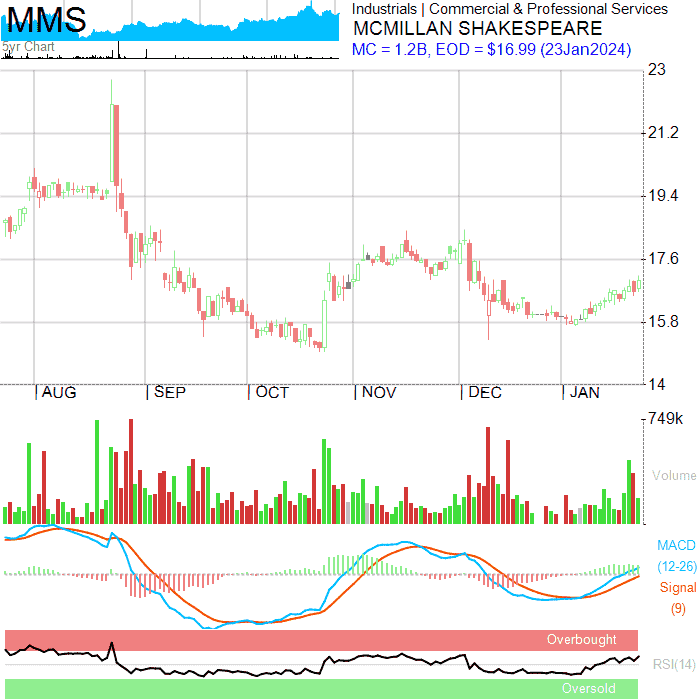 MMS
5yr Chart
Industrials | Commercial & Professional Services
MCMILLAN SHAKESPEARE
MC = 1.2B, EOD = $16.99 (23Jan2024)
23
21.2
19.4
17.6
15.8
14
AUG
SEP
OCT
NOV
DEC
JAN
749k
Volume
MACD
(12-26)
Signal
(9)
Overbought
RSI(14)
Oversold